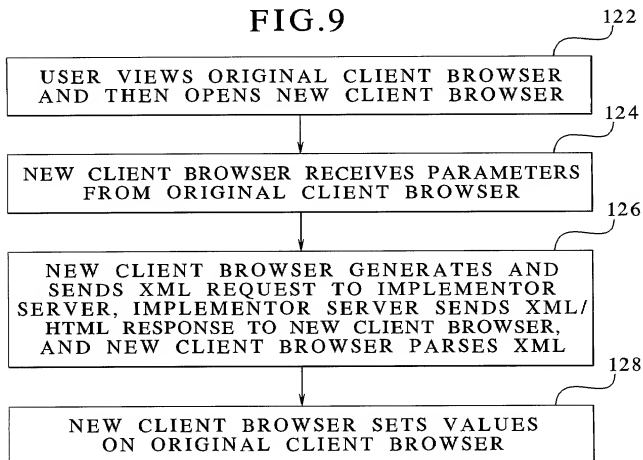 FIG.9
122
USER VIEWS ORIGINAL CLIENT BROWSER
AND THEN OPENS NEW CLIENT BROWSER
124
NEW CLIENT BROWSER RECEIVES PARAMETERS
FROM ORIGINAL CLIENT BROWSER
126
NEW CLIENT BROWSER GENERATES AND
SENDS XML REQUEST TO IMPLEMENTOR
SERVER, IMPLEMENTOR SERVER SENDS XML/
HTML RESPONSE TO NEW CLIENT BROWSER,
AND NEW CLIENT BROWSER PARSES XML
128
NEW CLIENT BROWSER SETS VALUES
ON ORIGINAL CLIENT BROWSER